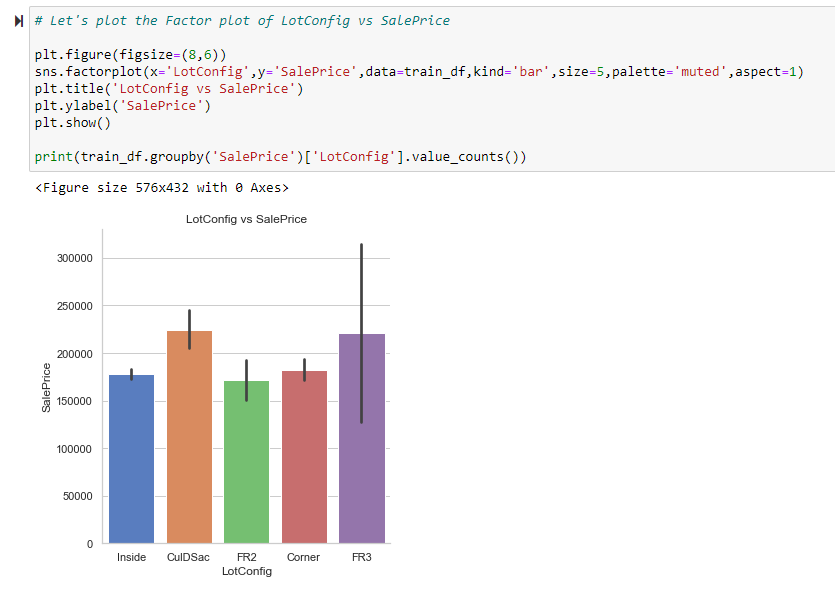 # Let's plot the Factor plot of LotConfig vs SalePrice
plt.figure(figsize=(8,6))
sns.factorplot(x='LotConfig',y='SalePrice',data=train_df,kind='bar',size=5,palette='muted',aspect=1)
plt.title('LotConfig vs SalePrice')
plt.ylabel('SalePrice')
plt.show()
print(train_df.groupby('SalePrice')['LotConfig'].value_counts())
<Figure size 576x432 with 0 Axes>
LotConfig vs SalePrice
SalePrice
300000
250000
200000
150000
100000
50000
0
Inside CulDSac FR2 Corner FR3
LotConfig